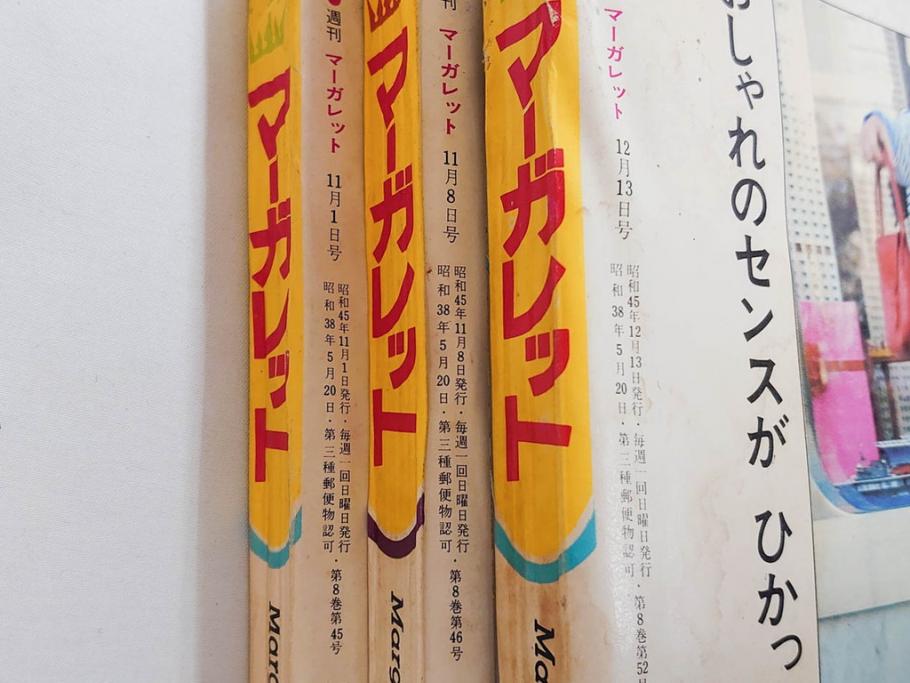 マーガレット
Marg
週刊 マーガレット 11月1日号
昭和45年11月1日発行・毎週一回日曜日発行
昭和38年5月20日・第三種郵便物認可・第8巻第45号
マーガレット
Marg
刊 マーガレット 11月8日号
昭和45年11月8日発行・毎週一回日曜日発行
昭和38年5月20日・第三種郵便物認可・第8巻第46号
マーガレット
Ma
マーガレット 12月13日号
昭和45年12月13日発行・毎週一回日曜日発行
昭和38年5月20日・第三種郵便物認可・第8巻第52号
おしゃれのセンスが ひかっ